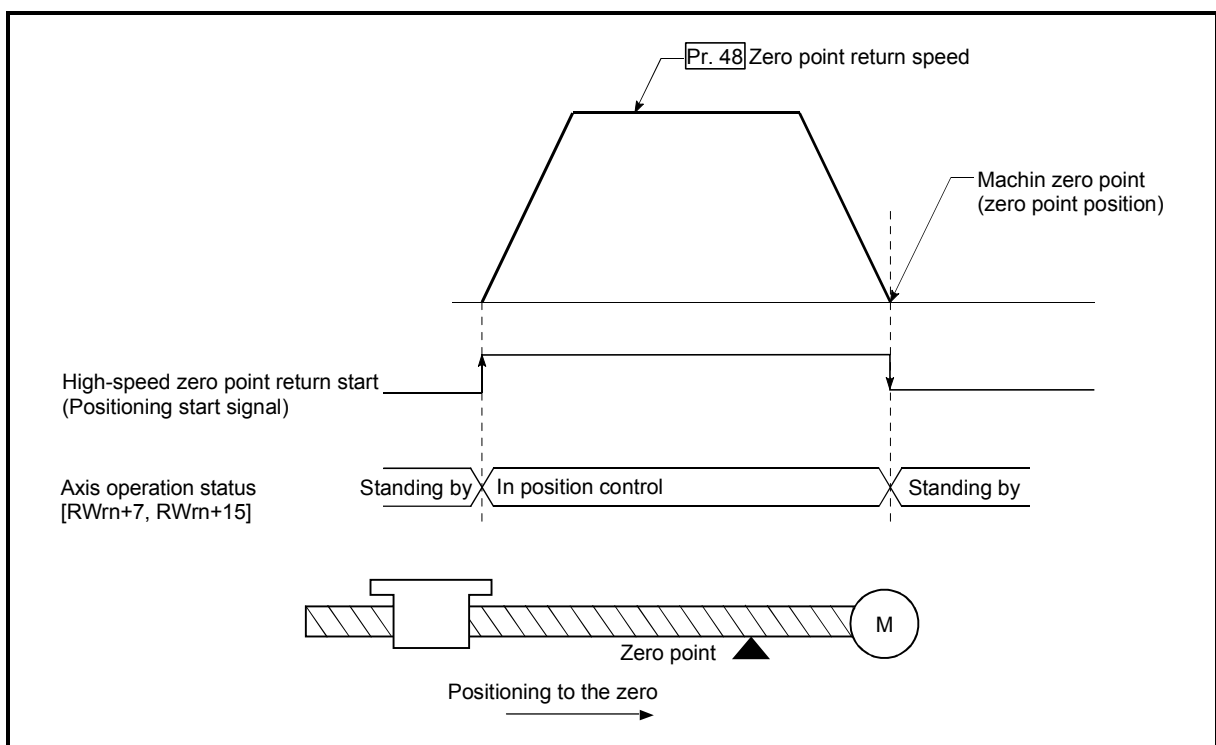 Pr. 48 Zero point return speed
Machin zero point
(zero point position)
High-speed zero point return start
(Positioning start signal)
Axis operation status
[RWrn+7, RWrn+15]
Standing by
In position control
Standing by
M
Zero point
Positioning to the zero